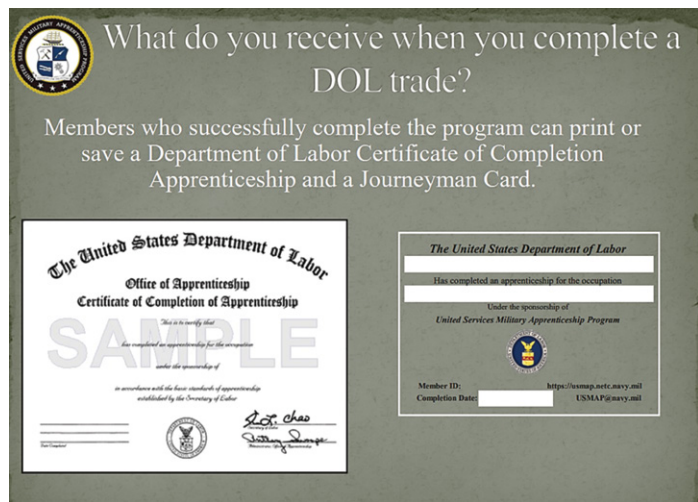 What do you receive when you complete a
DOL trade?
Members who successfully complete the program can print or
save a Department of Labor Certificate of Completion
Apprenticeship and a Journeyman Card.
The United States Department of Labor
Office of Apprenticeship
Certificate of Completion of Apprenticeship
SAMPLE
This is to certify that
has completed an apprenticeship for the occupation
under the sponsorship of
in accordance with the basic standards of apprenticeship
established by the Secretary of Labor
The United States Department of Labor
Has completed an apprenticeship for the occupation
Under the sponsorship of
United Services Military Apprenticeship Program
Member ID: https://usmap.netc.navy.mil
Completion Date: USMAP@navy.mil